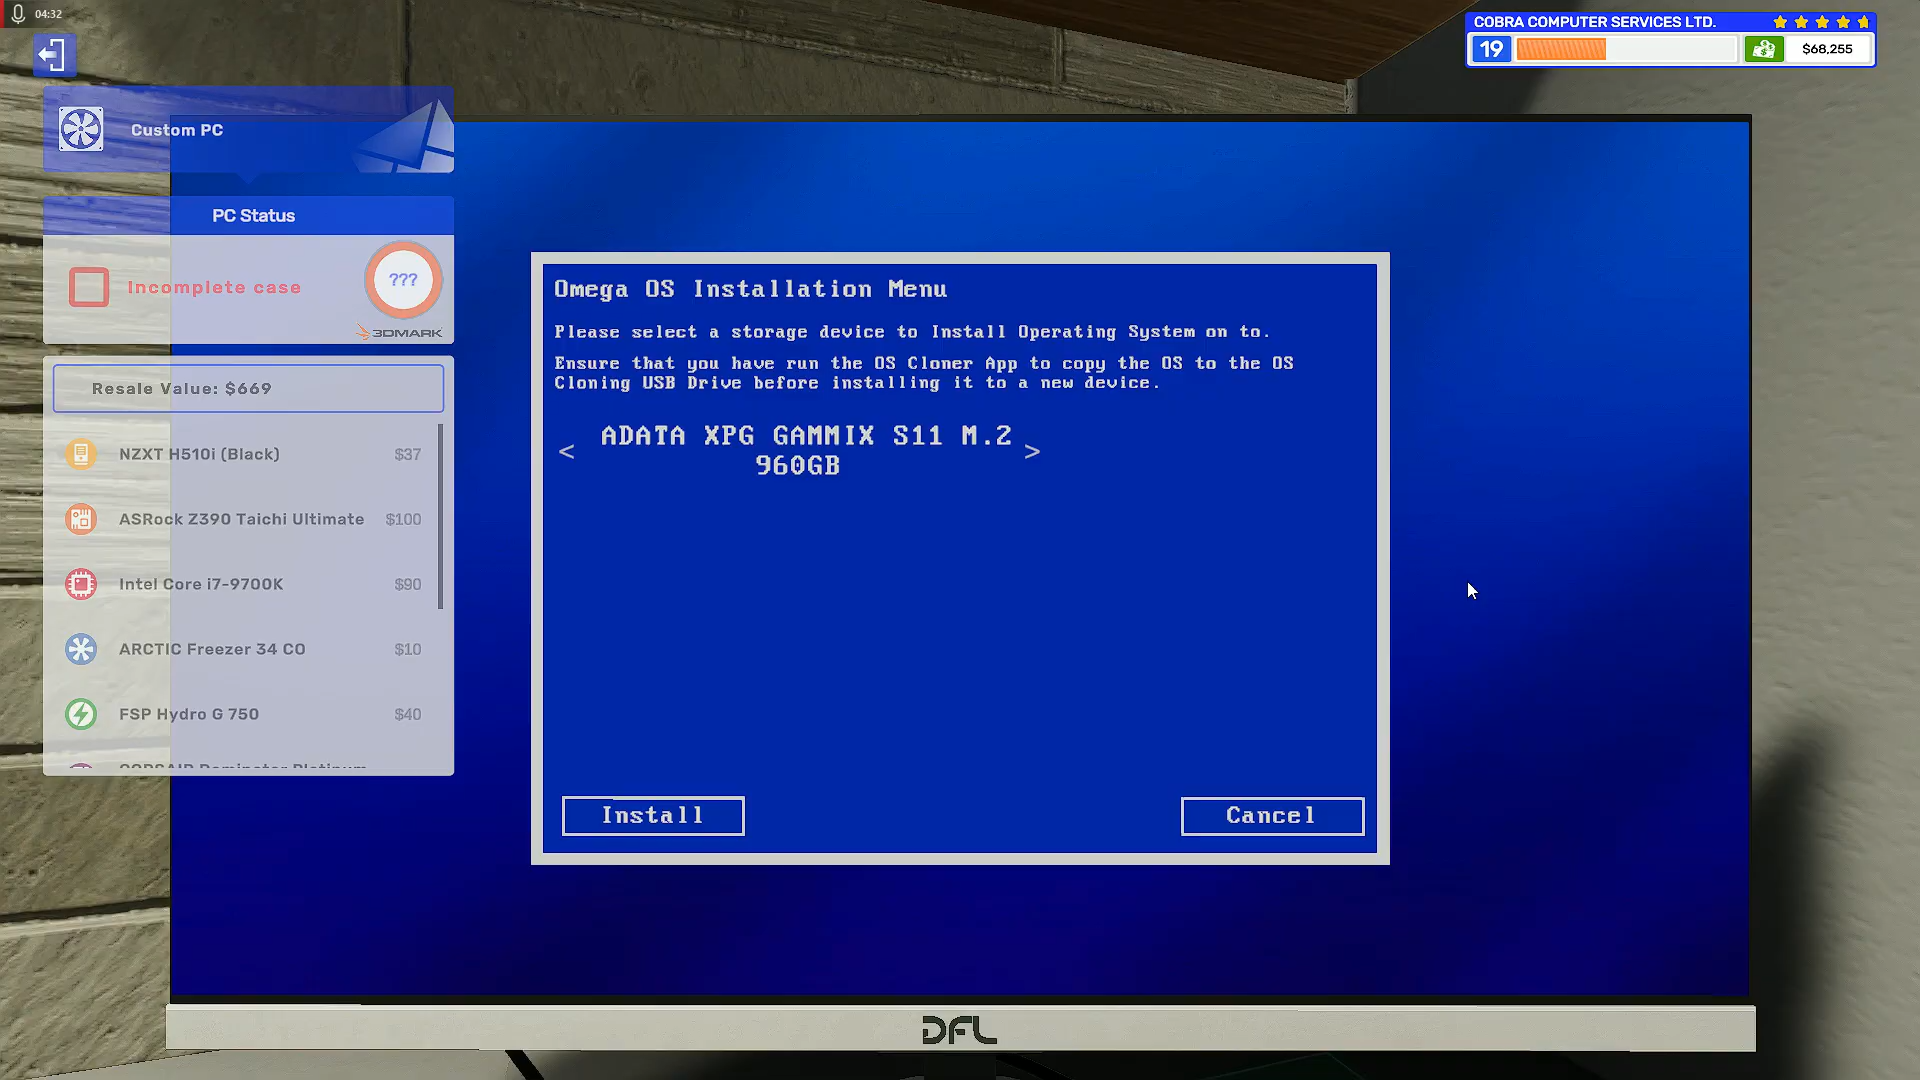 04:32
COBRA COMPUTER SERVICES LTD.
19
$68,255
Custom PC
PC Status
Incomplete case
???
3DMARK
Resale Value: $669
NZXT H510i (Black) $37
ASRock Z390 Taichi Ultimate $100
Intel Core i7-9700K $90
ARCTIC Freezer 34 CO $10
FSP Hydro G 750 $40
CORSAIR Dominator Platinum
Omega OS Installation Menu
Please select a storage device to Install Operating System on to.
Ensure that you have run the OS Cloner App to copy the OS to the OS
Cloning USB Drive before installing it to a new device.
< ADATA XPG GAMMIX S11 M.2 >
960GB
Install
Cancel
DFL